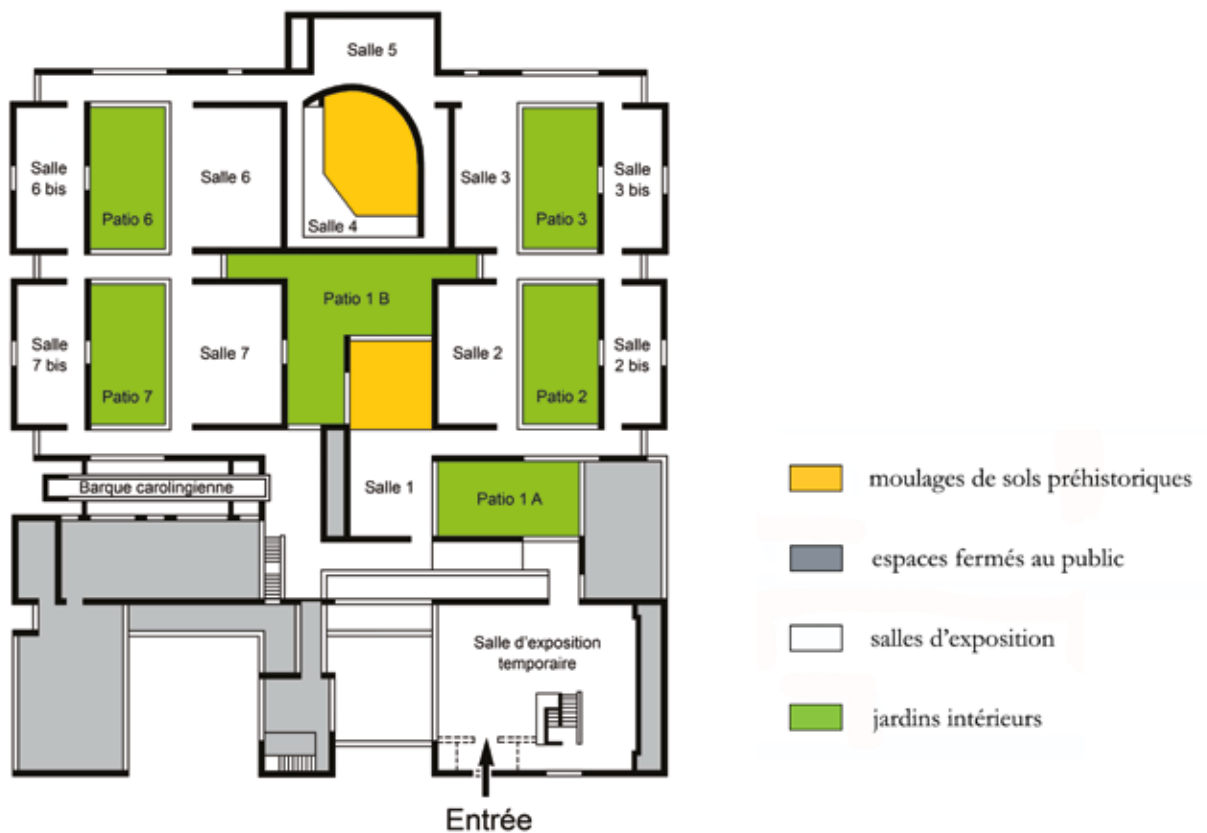 Salle 5
Salle
6 bis
Patio 6
Salle 6
Salle 4
Salle 3
Patio 3
Salle
3 bis
Patio 1 B
Salle
7 bis
Patio 7
Salle 7
Salle 2
Patio 2
Salle
2 bis
Barque carolingienne
Salle 1
Patio 1 A
Salle d'exposition
temporaire
Entrée
moulages de sols préhistoriques
espaces fermés au public
salles d'exposition
jardins intérieurs